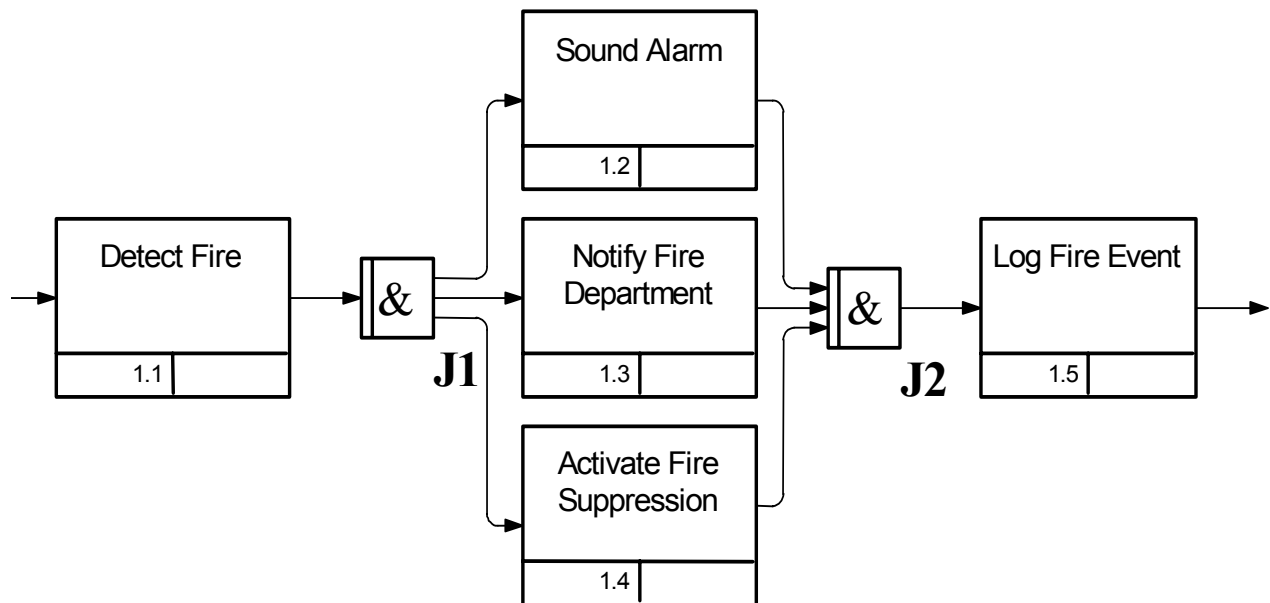 Sound Alarm
1.2
Detect Fire
1.1
&
J1
Notify Fire
Department
1.3
&
J2
Log Fire Event
1.5
Activate Fire
Suppression
1.4